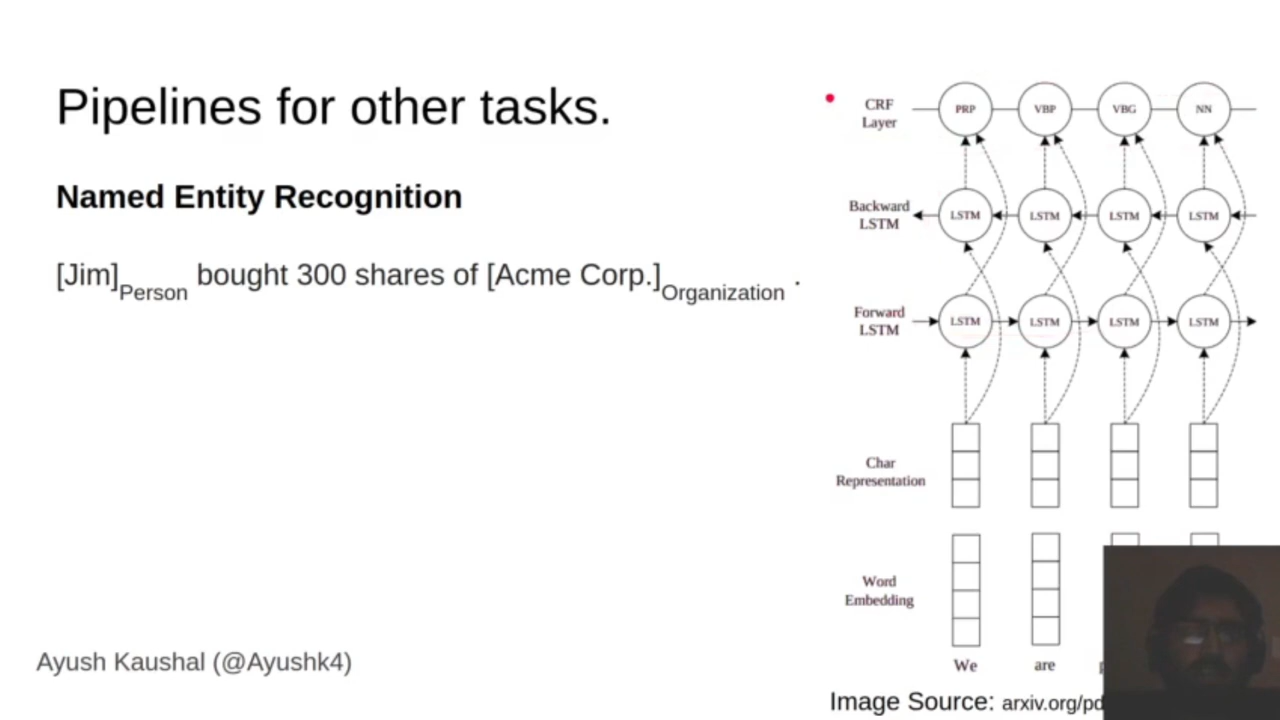 Pipelines for other tasks.
Named Entity Recognition
[Jim]Person bought 300 shares of [Acme Corp.]Organization .
Ayush Kaushal (@Ayushk4)
CRF
Layer
PRP VBP VBG NN
Backward
LSTM
LSTM LSTM LSTM LSTM
Forward
LSTM
LSTM LSTM LSTM LSTM
Char
Representation
Word
Embedding
We are
Image Source: arxiv.org/pd